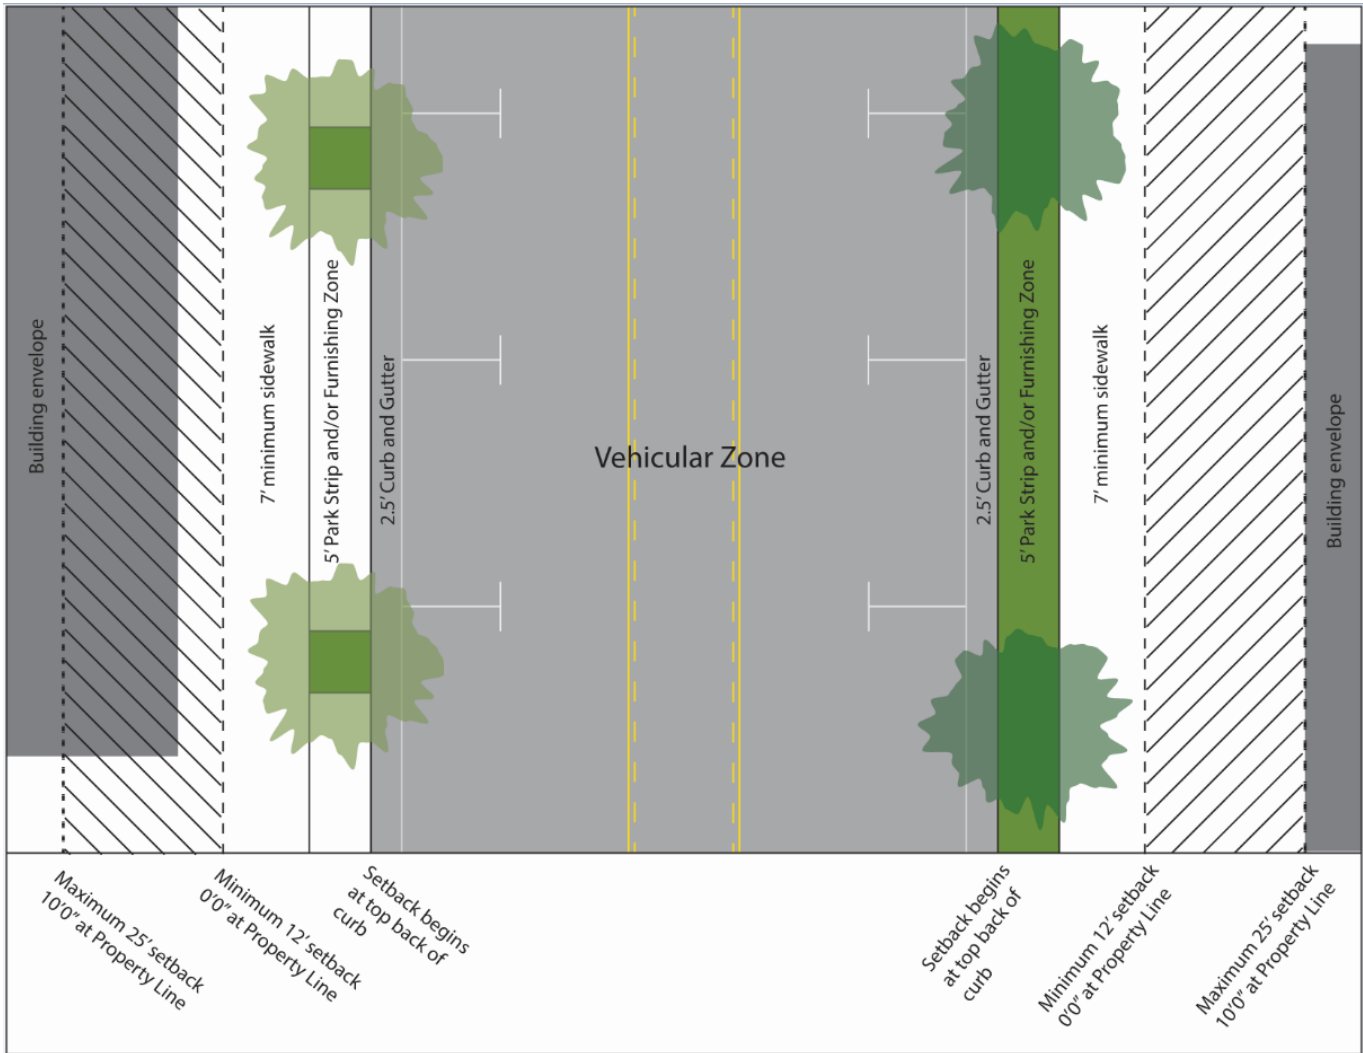 Building envelope
7' minimum sidewalk
5' Park Strip and/or Furnishing Zone
2.5' Curb and Gutter
Vehicular Zone
2.5' Curb and Gutter
5' Park Strip and/or Furnishing Zone
7' minimum sidewalk
Building envelope
Maximum 25' setback
10'0" at Property Line
Minimum 12' setback
0'0" at Property Line
Setback begins
at top back of
curb
Setback begins
at top back of
curb
Minimum 12' setback
0'0" at Property Line
Maximum 25' setback
10'0" at Property Line